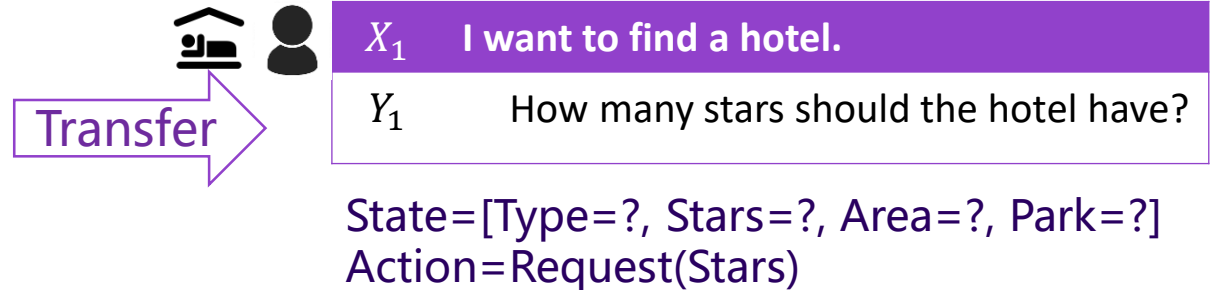 X₁ I want to find a hotel.
Transfer
Y₁ How many stars should the hotel have?
State=[Type=?, Stars=?, Area=?, Park=?]
Action=Request(Stars)